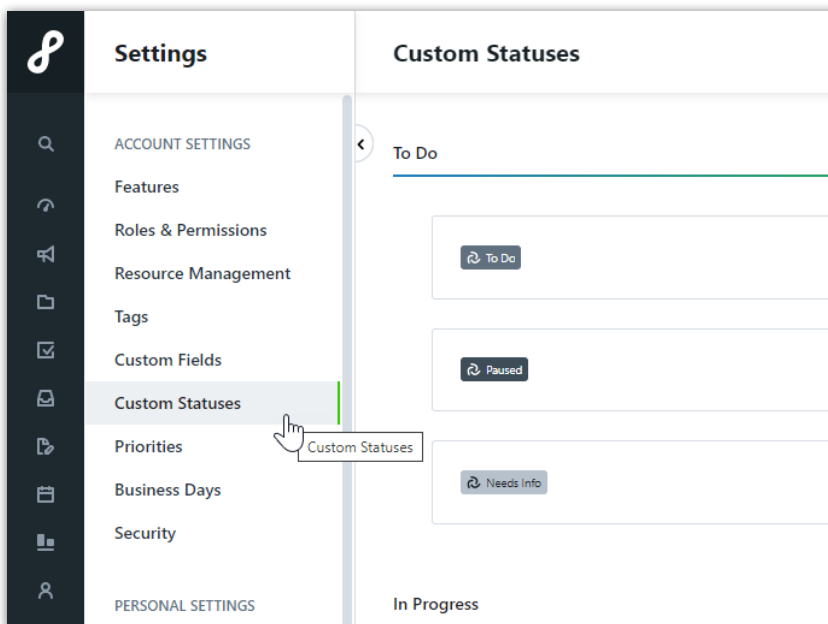 Settings
Custom Statuses
ACCOUNT SETTINGS
Features
Roles & Permissions
Resource Management
Tags
Custom Fields
Custom Statuses
Custom Statuses
Priorities
Business Days
Security
PERSONAL SETTINGS
To Do
To Do
Paused
Needs Info
In Progress